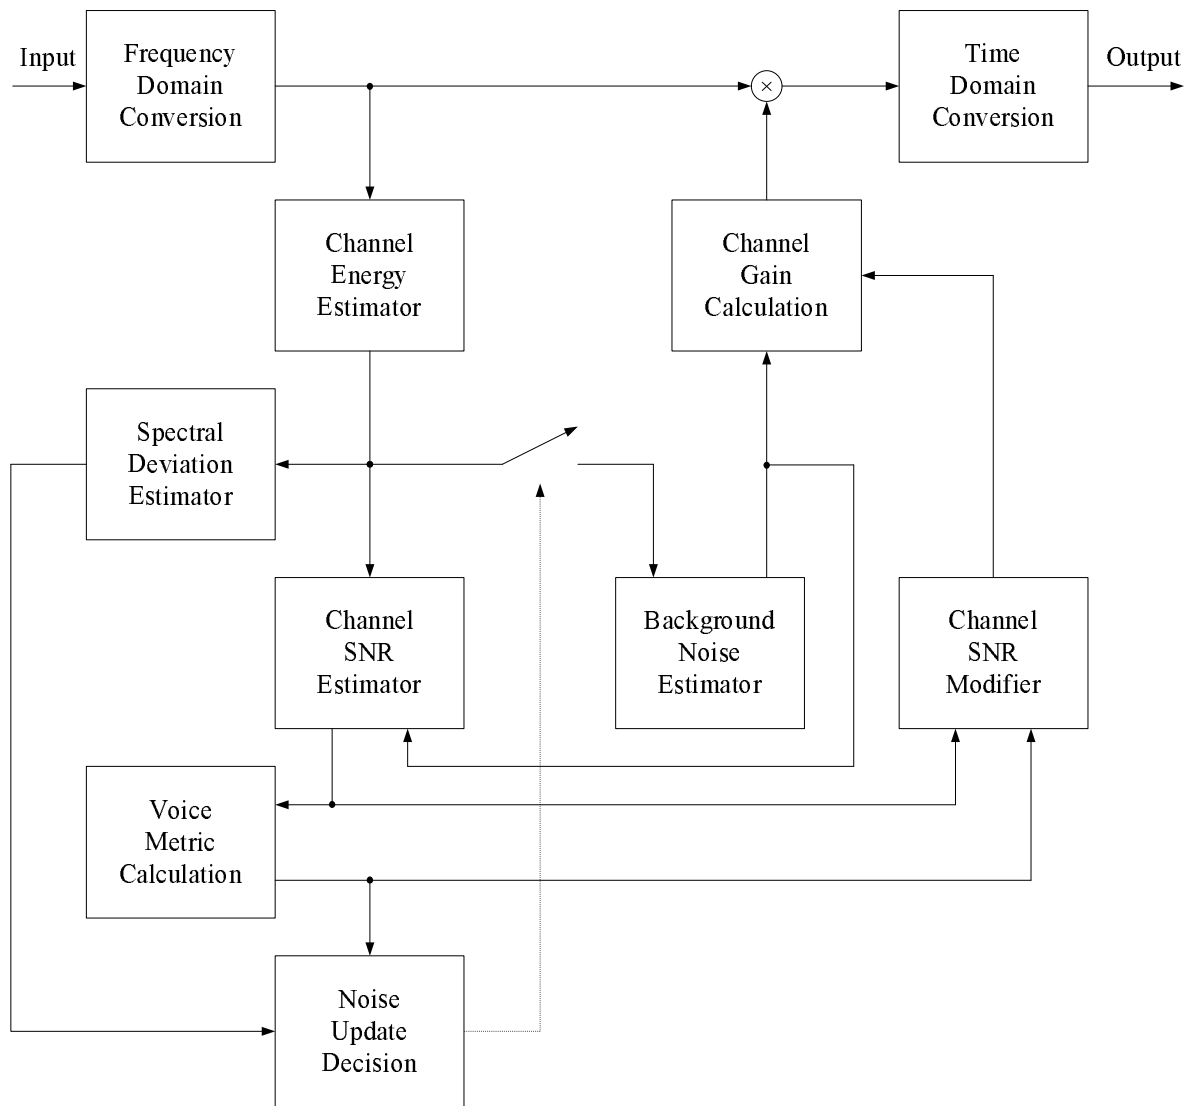 Input
Frequency
Domain
Conversion
×
Time
Domain
Conversion
Output
Channel
Energy
Estimator
Channel
Gain
Calculation
Spectral
Deviation
Estimator
Channel
SNR
Estimator
Background
Noise
Estimator
Channel
SNR
Modifier
Voice
Metric
Calculation
Noise
Update
Decision